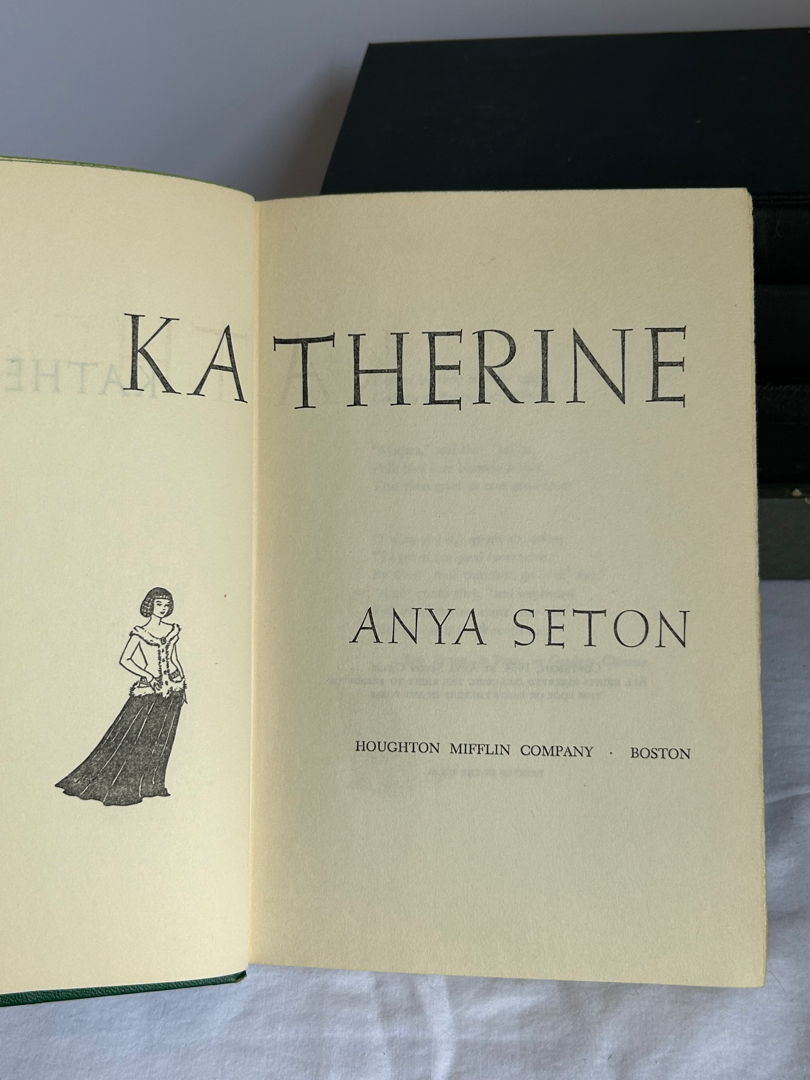 KATHERINE
ANYA SETON
HOUGHTON MIFFLIN COMPANY · BOSTON